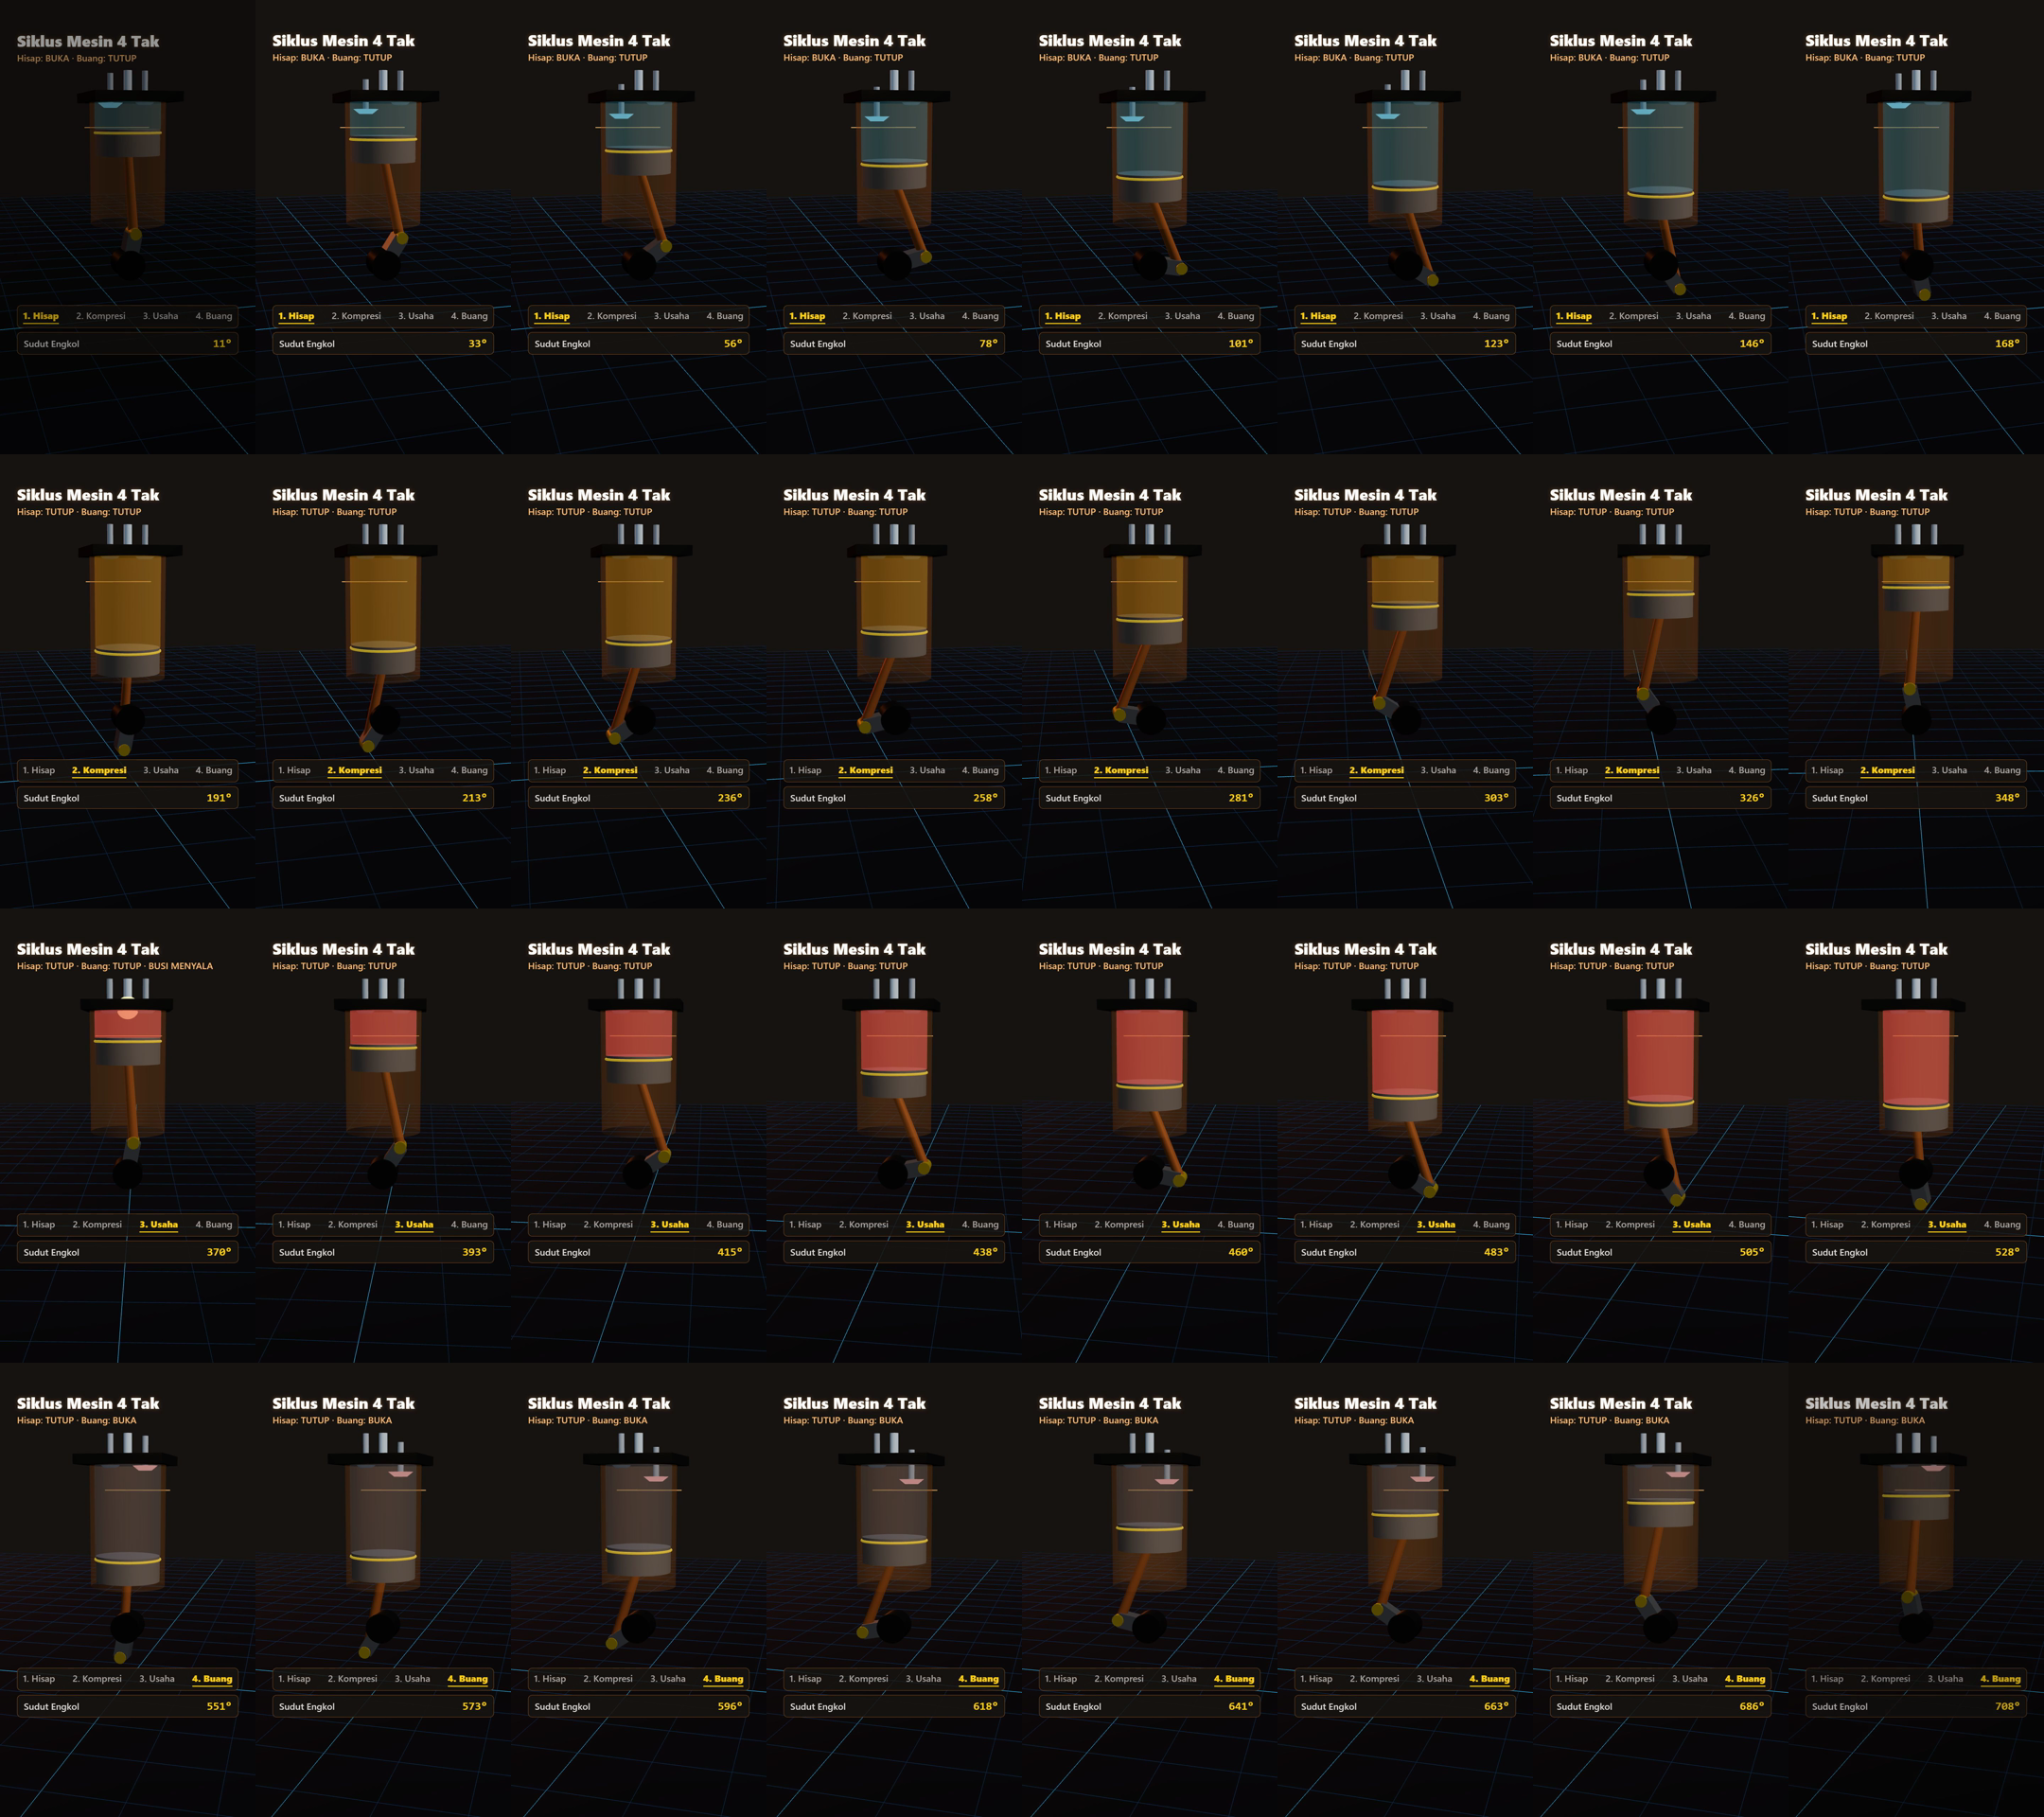 Siklus Mesin 4 Tak
Hisap: BUKA · Buang: TUTUP
1. Hisap 2. Kompresi 3. Usaha 4. Buang
Sudut Engkol 11°
Siklus Mesin 4 Tak
Hisap: BUKA · Buang: TUTUP
1. Hisap 2. Kompresi 3. Usaha 4. Buang
Sudut Engkol 33°
Siklus Mesin 4 Tak
Hisap: BUKA · Buang: TUTUP
1. Hisap 2. Kompresi 3. Usaha 4. Buang
Sudut Engkol 56°
Siklus Mesin 4 Tak
Hisap: BUKA · Buang: TUTUP
1. Hisap 2. Kompresi 3. Usaha 4. Buang
Sudut Engkol 78°
Siklus Mesin 4 Tak
Hisap: BUKA · Buang: TUTUP
1. Hisap 2. Kompresi 3. Usaha 4. Buang
Sudut Engkol 101°
Siklus Mesin 4 Tak
Hisap: BUKA · Buang: TUTUP
1. Hisap 2. Kompresi 3. Usaha 4. Buang
Sudut Engkol 123°
Siklus Mesin 4 Tak
Hisap: BUKA · Buang: TUTUP
1. Hisap 2. Kompresi 3. Usaha 4. Buang
Sudut Engkol 146°
Siklus Mesin 4 Tak
Hisap: BUKA · Buang: TUTUP
1. Hisap 2. Kompresi 3. Usaha 4. Buang
Sudut Engkol 168°
Siklus Mesin 4 Tak
Hisap: TUTUP · Buang: TUTUP
1. Hisap 2. Kompresi 3. Usaha 4. Buang
Sudut Engkol 191°
Siklus Mesin 4 Tak
Hisap: TUTUP · Buang: TUTUP
1. Hisap 2. Kompresi 3. Usaha 4. Buang
Sudut Engkol 213°
Siklus Mesin 4 Tak
Hisap: TUTUP · Buang: TUTUP
1. Hisap 2. Kompresi 3. Usaha 4. Buang
Sudut Engkol 236°
Siklus Mesin 4 Tak
Hisap: TUTUP · Buang: TUTUP
1. Hisap 2. Kompresi 3. Usaha 4. Buang
Sudut Engkol 258°
Siklus Mesin 4 Tak
Hisap: TUTUP · Buang: TUTUP
1. Hisap 2. Kompresi 3. Usaha 4. Buang
Sudut Engkol 281°
Siklus Mesin 4 Tak
Hisap: TUTUP · Buang: TUTUP
1. Hisap 2. Kompresi 3. Usaha 4. Buang
Sudut Engkol 303°
Siklus Mesin 4 Tak
Hisap: TUTUP · Buang: TUTUP
1. Hisap 2. Kompresi 3. Usaha 4. Buang
Sudut Engkol 326°
Siklus Mesin 4 Tak
Hisap: TUTUP · Buang: TUTUP
1. Hisap 2. Kompresi 3. Usaha 4. Buang
Sudut Engkol 348°
Siklus Mesin 4 Tak
Hisap: TUTUP · Buang: TUTUP · BUSI MENYALA
1. Hisap 2. Kompresi 3. Usaha 4. Buang
Sudut Engkol 370°
Siklus Mesin 4 Tak
Hisap: TUTUP · Buang: TUTUP
1. Hisap 2. Kompresi 3. Usaha 4. Buang
Sudut Engkol 393°
Siklus Mesin 4 Tak
Hisap: TUTUP · Buang: TUTUP
1. Hisap 2. Kompresi 3. Usaha 4. Buang
Sudut Engkol 415°
Siklus Mesin 4 Tak
Hisap: TUTUP · Buang: TUTUP
1. Hisap 2. Kompresi 3. Usaha 4. Buang
Sudut Engkol 438°
Siklus Mesin 4 Tak
Hisap: TUTUP · Buang: TUTUP
1. Hisap 2. Kompresi 3. Usaha 4. Buang
Sudut Engkol 460°
Siklus Mesin 4 Tak
Hisap: TUTUP · Buang: TUTUP
1. Hisap 2. Kompresi 3. Usaha 4. Buang
Sudut Engkol 483°
Siklus Mesin 4 Tak
Hisap: TUTUP · Buang: TUTUP
1. Hisap 2. Kompresi 3. Usaha 4. Buang
Sudut Engkol 505°
Siklus Mesin 4 Tak
Hisap: TUTUP · Buang: TUTUP
1. Hisap 2. Kompresi 3. Usaha 4. Buang
Sudut Engkol 528°
Siklus Mesin 4 Tak
Hisap: TUTUP · Buang: BUKA
1. Hisap 2. Kompresi 3. Usaha 4. Buang
Sudut Engkol 551°
Siklus Mesin 4 Tak
Hisap: TUTUP · Buang: BUKA
1. Hisap 2. Kompresi 3. Usaha 4. Buang
Sudut Engkol 573°
Siklus Mesin 4 Tak
Hisap: TUTUP · Buang: BUKA
1. Hisap 2. Kompresi 3. Usaha 4. Buang
Sudut Engkol 596°
Siklus Mesin 4 Tak
Hisap: TUTUP · Buang: BUKA
1. Hisap 2. Kompresi 3. Usaha 4. Buang
Sudut Engkol 618°
Siklus Mesin 4 Tak
Hisap: TUTUP · Buang: BUKA
1. Hisap 2. Kompresi 3. Usaha 4. Buang
Sudut Engkol 641°
Siklus Mesin 4 Tak
Hisap: TUTUP · Buang: BUKA
1. Hisap 2. Kompresi 3. Usaha 4. Buang
Sudut Engkol 663°
Siklus Mesin 4 Tak
Hisap: TUTUP · Buang: BUKA
1. Hisap 2. Kompresi 3. Usaha 4. Buang
Sudut Engkol 686°
Siklus Mesin 4 Tak
Hisap: TUTUP · Buang: BUKA
1. Hisap 2. Kompresi 3. Usaha 4. Buang
Sudut Engkol 708°